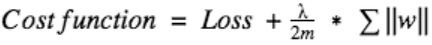 Cost function = Loss + λ/2m * ∑ ||w||